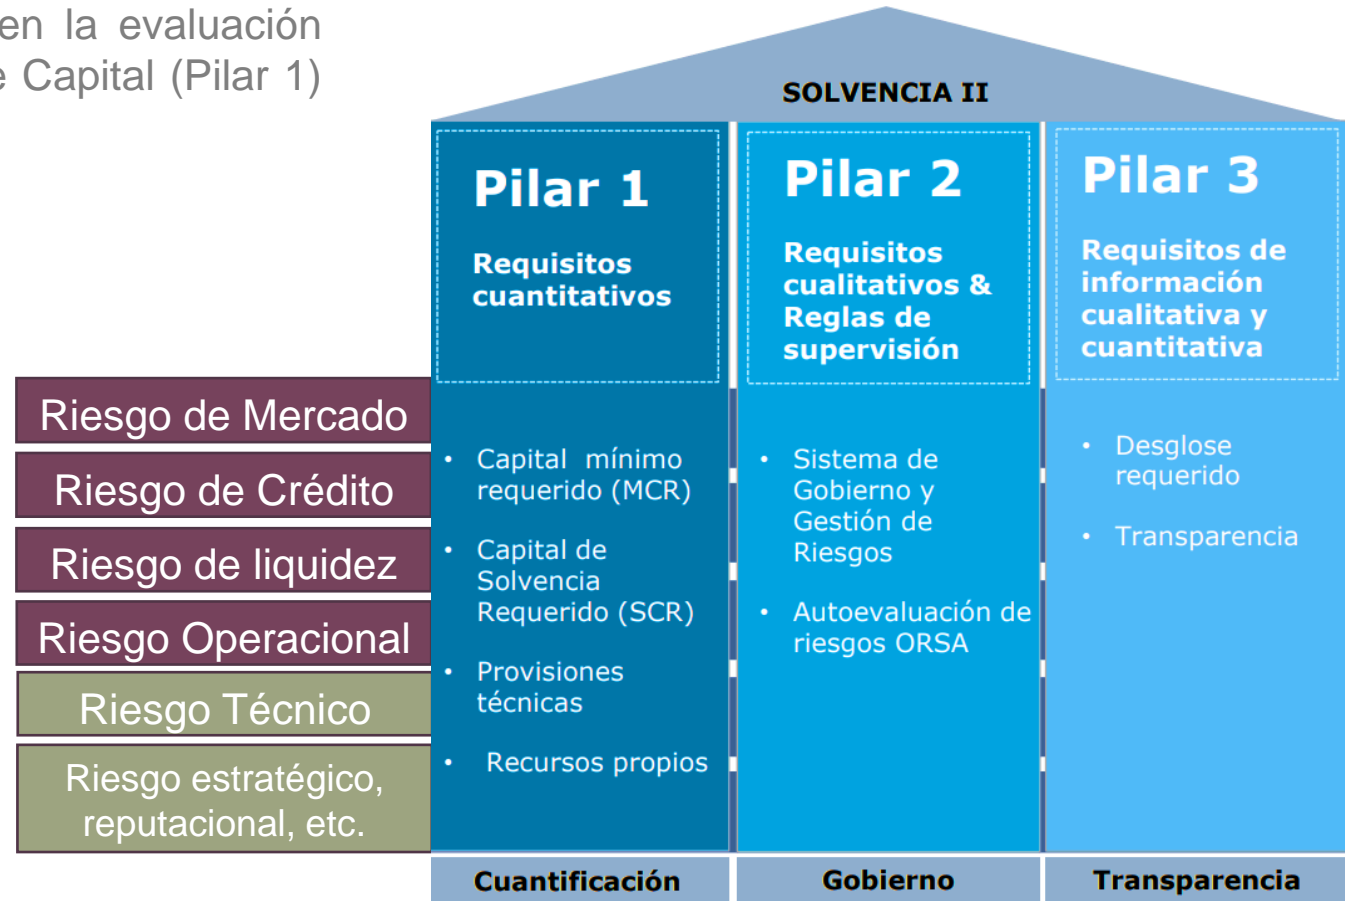 en la evaluación
e Capital (Pilar 1)
SOLVENCIA II
Pilar 1
Requisitos
cuantitativos
Pilar 2
Requisitos
cualitativos &
Reglas de
supervisión
Pilar 3
Requisitos de
información
cualitativa y
cuantitativa
Riesgo de Mercado
Riesgo de Crédito
Riesgo de liquidez
Riesgo Operacional
Riesgo Técnico
Riesgo estratégico,
reputacional, etc.
• Capital mínimo
requerido (MCR)
• Capital de
Solvencia
Requerido (SCR)
• Provisiones
técnicas
• Recursos propios
• Sistema de
Gobierno y
Gestión de
Riesgos
• Autoevaluación de
riesgos ORSA
• Desglose
requerido
• Transparencia
Cuantificación
Gobierno
Transparencia